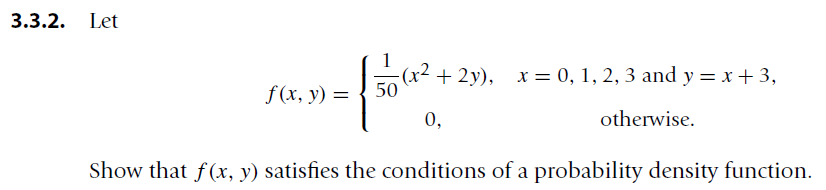 3.3.2. Let
f(x, y) = { 1/50 (x² + 2y), x = 0, 1, 2, 3 and y = x + 3,
0, otherwise.
Show that f(x, y) satisfies the conditions of a probability density function.